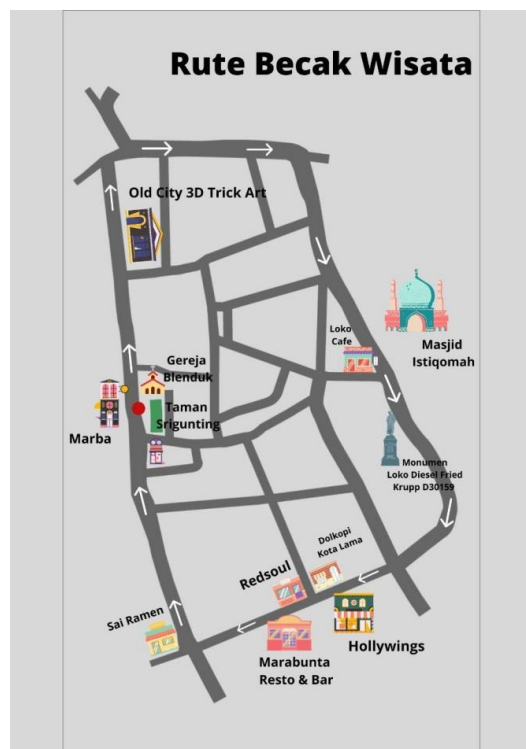 Rute Becak Wisata
Old City 3D Trick Art
Loko
Cafe
Masjid
Istiqomah
Gereja
Blenduk
Taman
Srigunting
Marba
Monumen
Loko Diesel Fried
Krupp D30159
Dolkopi
Kota Lama
Redsoul
Sai Ramen
Hollywings
Marabunta
Resto & Bar